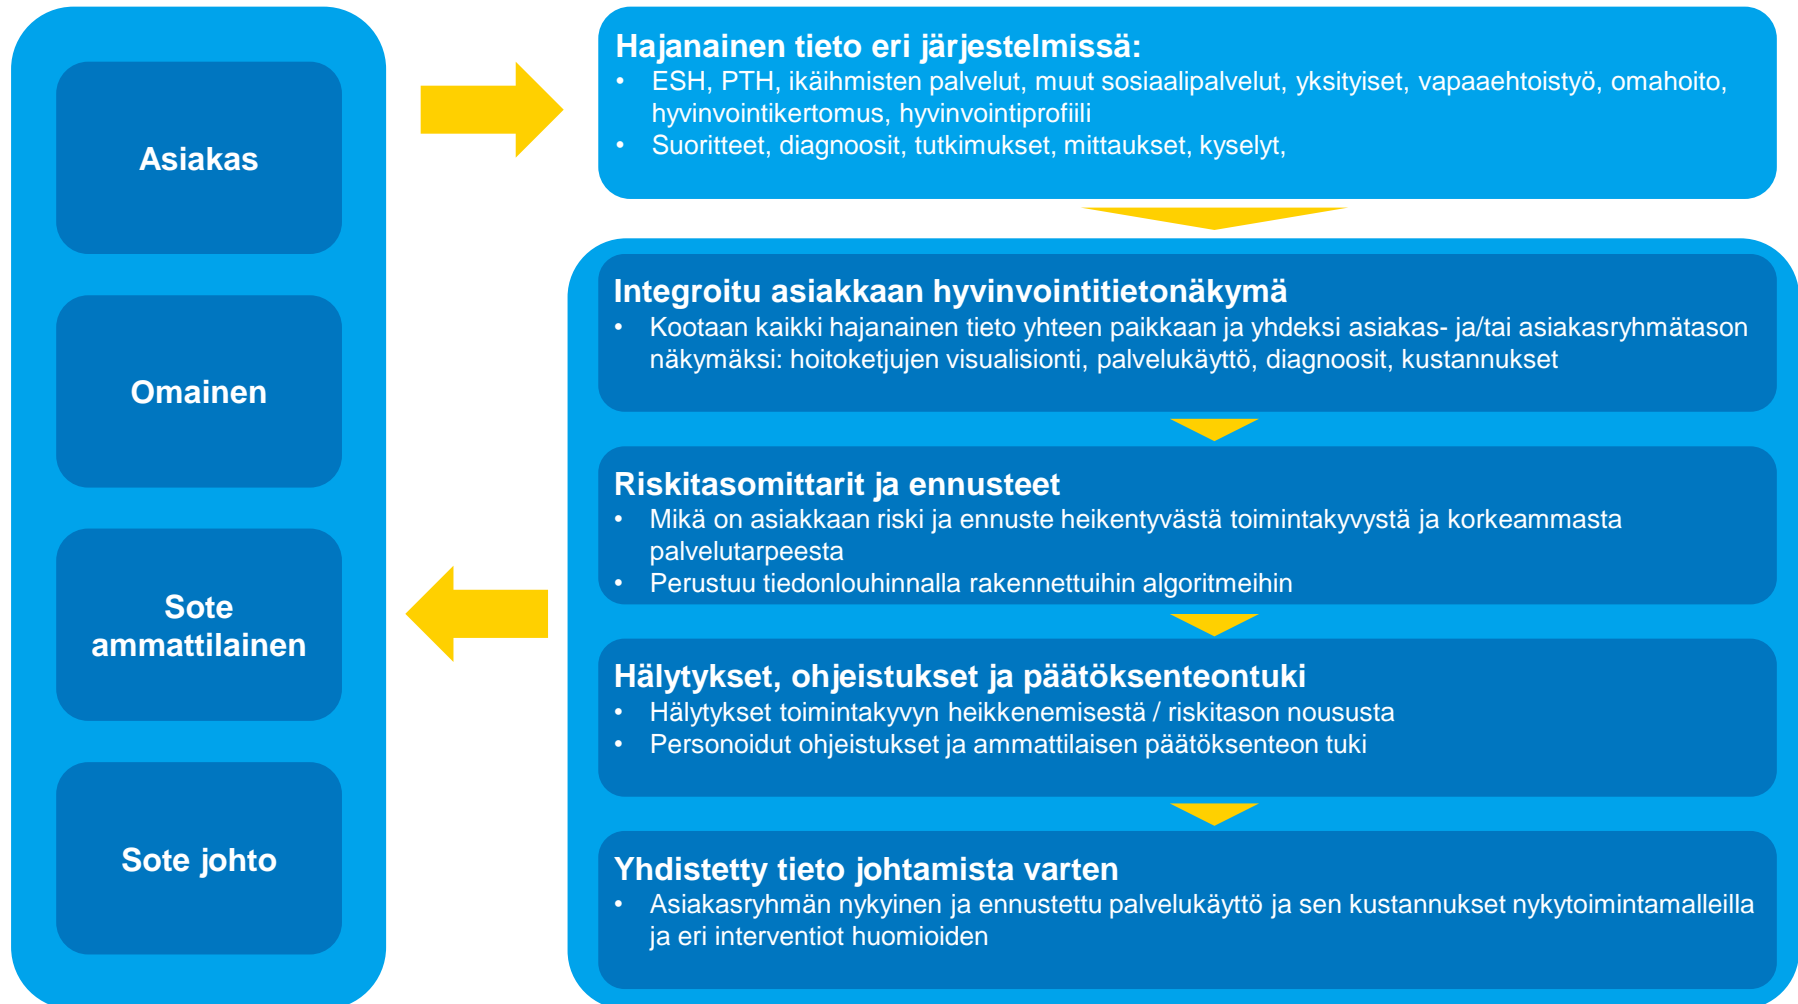 Asiakas
Omainen
Sote
ammattilainen
Sote johto
Hajanainen tieto eri järjestelmissä:
• ESH, PTH, ikäihmisten palvelut, muut sosiaalipalvelut, yksityiset, vapaaehtoistyö, omahoito,
hyvinvointikertomus, hyvinvointiprofiili
• Suoritteet, diagnoosit, tutkimukset, mittaukset, kyselyt,
Integroitu asiakkaan hyvinvointitietonäkymä
• Kootaan kaikki hajanainen tieto yhteen paikkaan ja yhdeksi asiakas- ja/tai asiakasryhmätason
näkymäksi: hoitoketjujen visualisionti, palvelukäyttö, diagnoosit, kustannukset
Riskitasomittarit ja ennusteet
• Mikä on asiakkaan riski ja ennuste heikentyvästä toimintakyvystä ja korkeammasta
palvelutarpeesta
• Perustuu tiedonlouhinnalla rakennettuihin algoritmeihin
Hälytykset, ohjeistukset ja päätöksenteontuki
• Hälytykset toimintakyvyn heikkenemisestä / riskitason noususta
• Personoidut ohjeistukset ja ammattilaisen päätöksenteon tuki
Yhdistetty tieto johtamista varten
• Asiakasryhmän nykyinen ja ennustettu palvelukäyttö ja sen kustannukset nykytoimintamalleilla
ja eri interventiot huomioiden